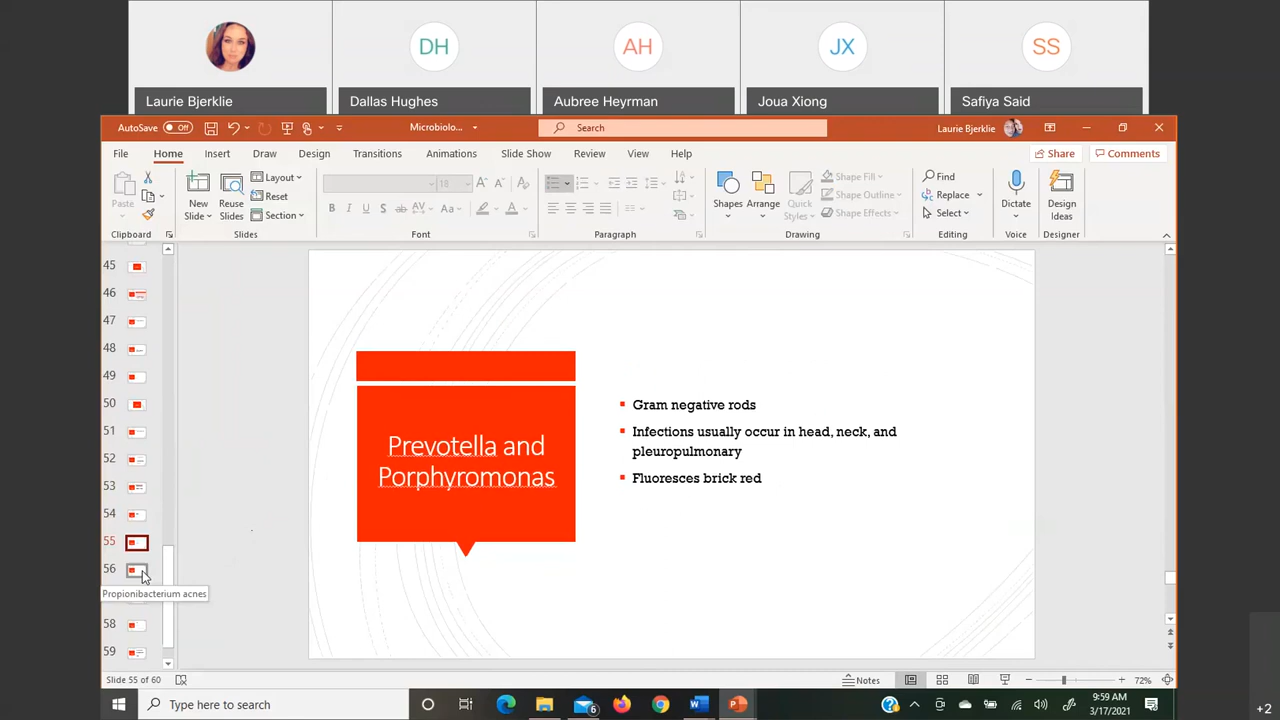 DH
AH
JX
SS
Laurie Bjerklie
Dallas Hughes
Aubree Heyrman
Joua Xiong
Safiya Said
AutoSave Off
Microbiolo...
Search
Laurie Bjerklie
File Home Insert Draw Design Transitions Animations Slide Show Review View Help
Share Comments
Paste
New Slide
Reuse Slides
Layout
Reset
Section
18
Aa
Shapes
Arrange
Quick Styles
Shape Fill
Shape Outline
Shape Effects
Find
Replace
Select
Dictate
Design Ideas
Clipboard Slides Font Paragraph Drawing Editing Voice Designer
45
46
47
48
49
50
51
52
53
54
55
56
Propionibacterium acnes
58
59
Prevotella and
Porphyromonas
Gram negative rods
Infections usually occur in head, neck, and
pleuropulmonary
Fluoresces brick red
Slide 55 of 60
Notes
72%
+2
Type here to search
6
9:59 AM
3/17/2021